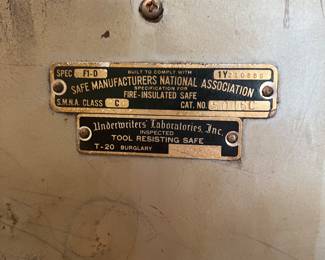 SPEC F1-D BUILT TO COMPLY WITH 1Y
SAFE MANUFACTURERS NATIONAL ASSOCIATION
SPECIFICATION FOR
FIRE-INSULATED SAFE
S.M.N.A. CLASS C CAT. NO.
Underwriters' Laboratories, Inc.
INSPECTED
TOOL RESISTING SAFE
T-20 BURGLARY